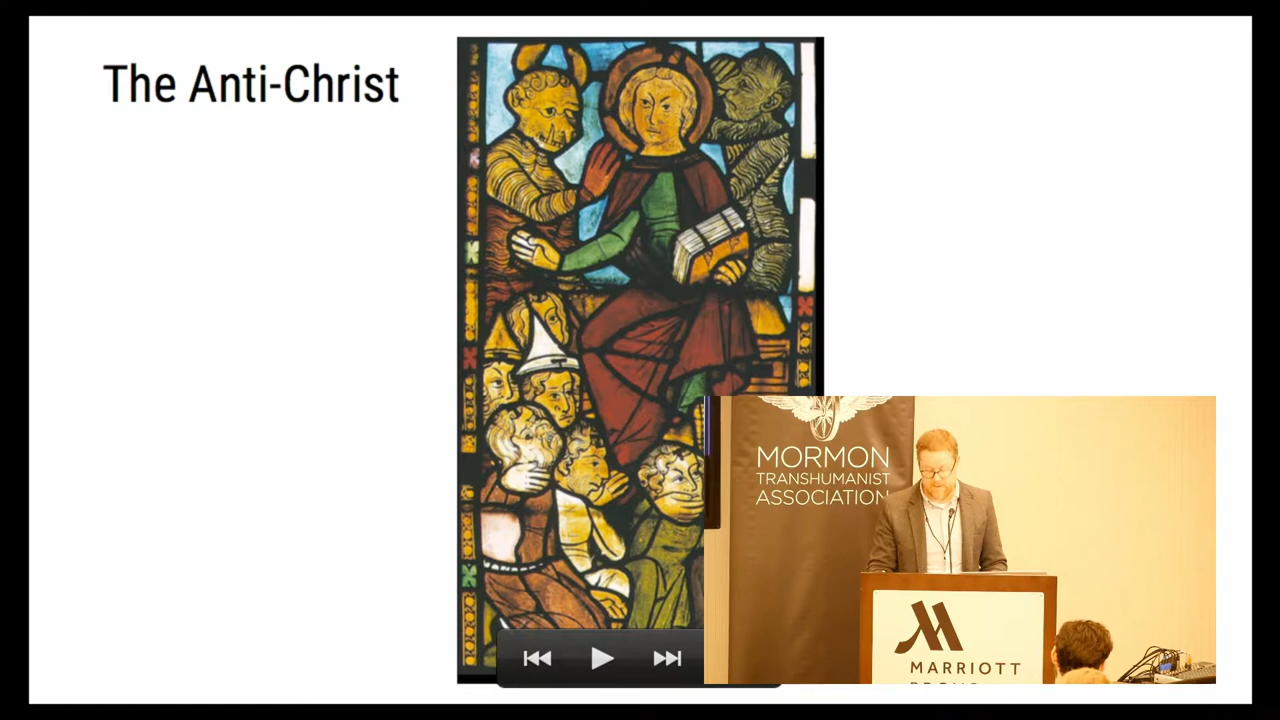 The Anti-Christ
MORMON
TRANSHUMANIST
ASSOCIATION
MARRIOTT